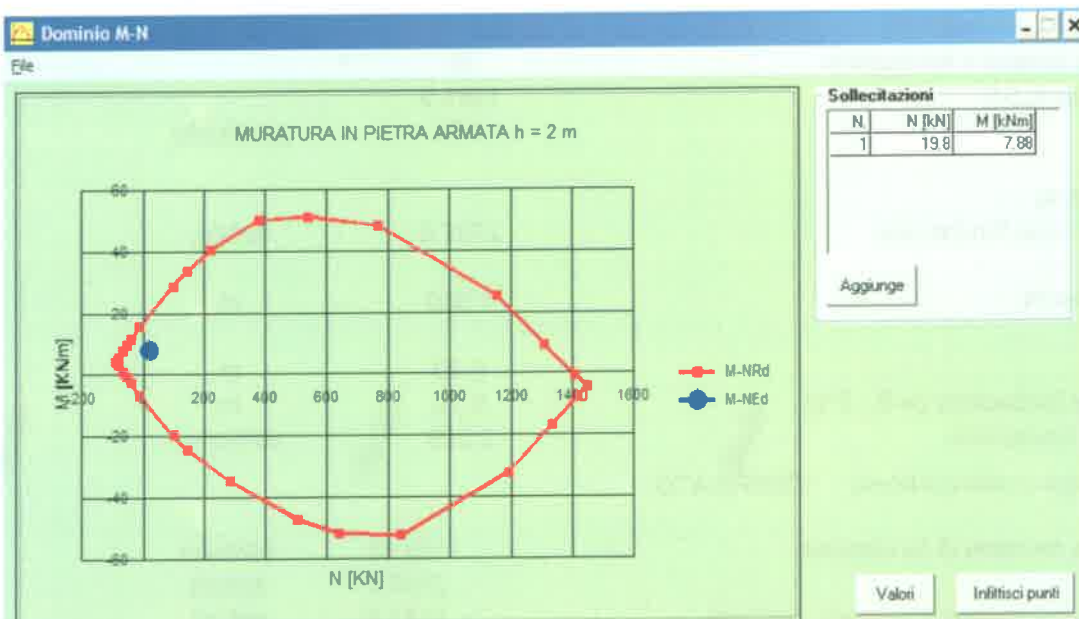 Dominio M-N
File
MURATURA IN PIETRA ARMATA h = 2 m
60
40
20
-20
-40
-60
-200
0
200
400
600
800
1000
1200
1400
1600
M [KNm]
N [KN]
M-NRd
M-NEd
Sollecitazioni
N. N [kN] M [kNm]
1 19.8 7.88
Aggiunge
Valori Infittisci punti